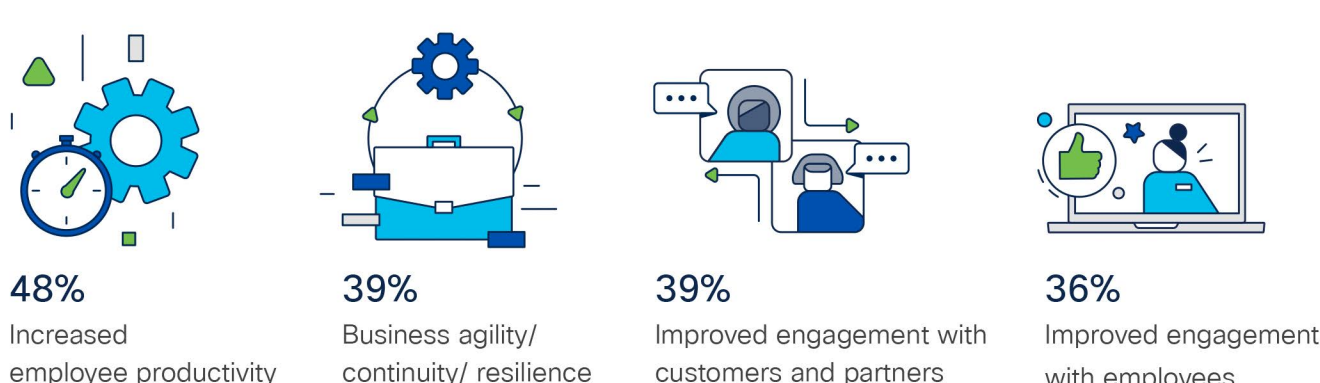 48%
Increased
employee productivity
39%
Business agility/
continuity/ resilience
39%
Improved engagement with
customers and partners
36%
Improved engagement
with employees